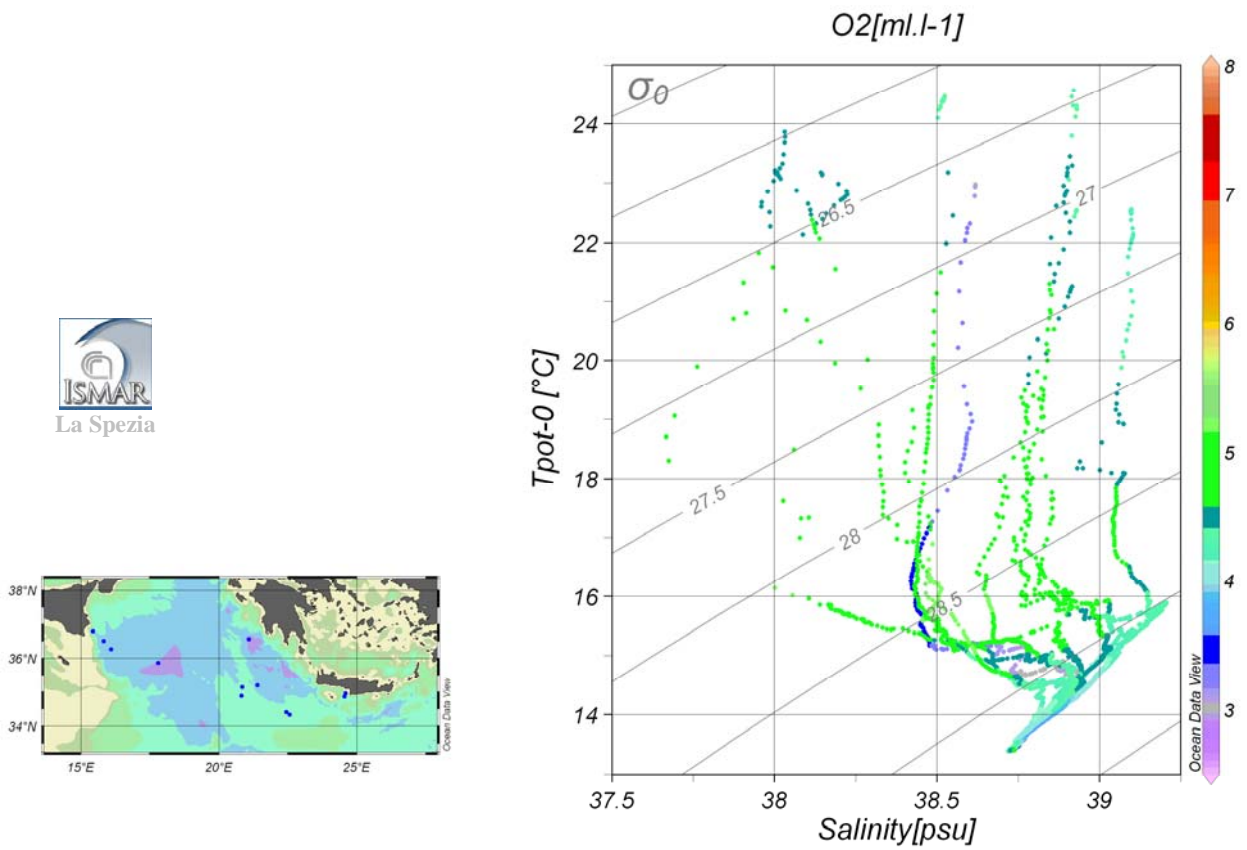 O2[ml.l-1]
σ0
24
22
20
18
16
14
Tpot-0 [°C]
26.5
27
27.5
28
28.5
37.5
38
38.5
39
Salinity[psu]
8
7
6
5
4
3
Ocean Data View
ISMAR
La Spezia
38°N
36°N
34°N
15°E
20°E
25°E
Ocean Data View